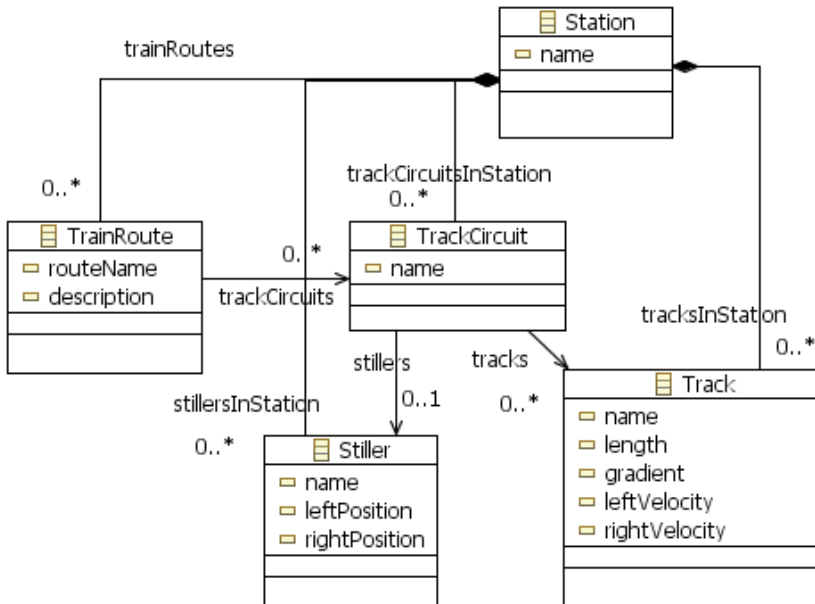 Station
name
trainRoutes
trackCircuitsInStation
0..*
0..*
TrainRoute
routeName
description
0..*
trackCircuits
TrackCircuit
name
tracksInStation
0..*
stillers
0..1
tracks
0..*
stillersInStation
0..*
Stiller
name
leftPosition
rightPosition
Track
name
length
gradient
leftVelocity
rightVelocity